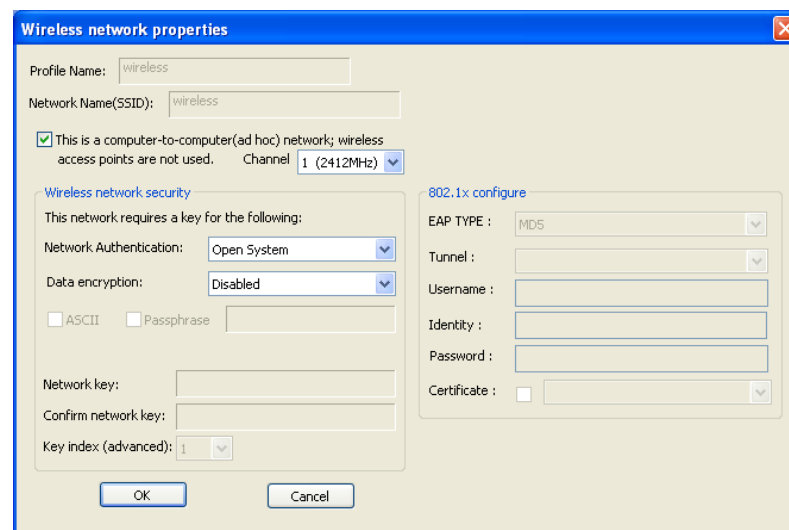 Wireless network properties
Profile Name: wireless
Network Name(SSID): wireless
This is a computer-to-computer(ad hoc) network; wireless
access points are not used. Channel 1 (2412MHz)
Wireless network security
This network requires a key for the following:
Network Authentication: Open System
Data encryption: Disabled
ASCII Passphrase
Network key:
Confirm network key:
Key index (advanced): 1
OK Cancel
802.1x configure
EAP TYPE : MD5
Tunnel :
Username :
Identity :
Password :
Certificate :